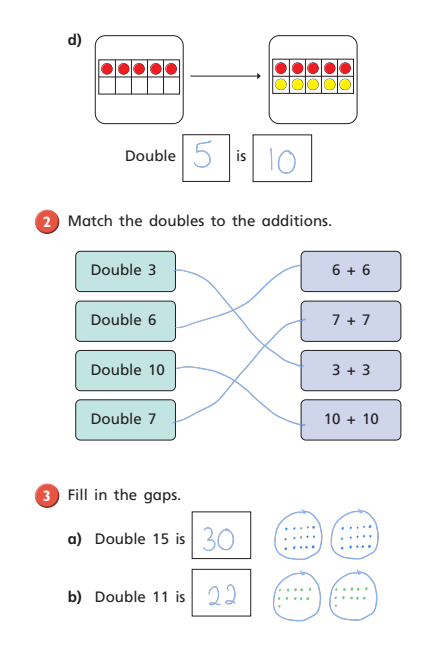 d)
Double 5 is 10
2 Match the doubles to the additions.
Double 3 6 + 6
Double 6 7 + 7
Double 10 3 + 3
Double 7 10 + 10
3 Fill in the gaps.
a) Double 15 is 30
b) Double 11 is 22